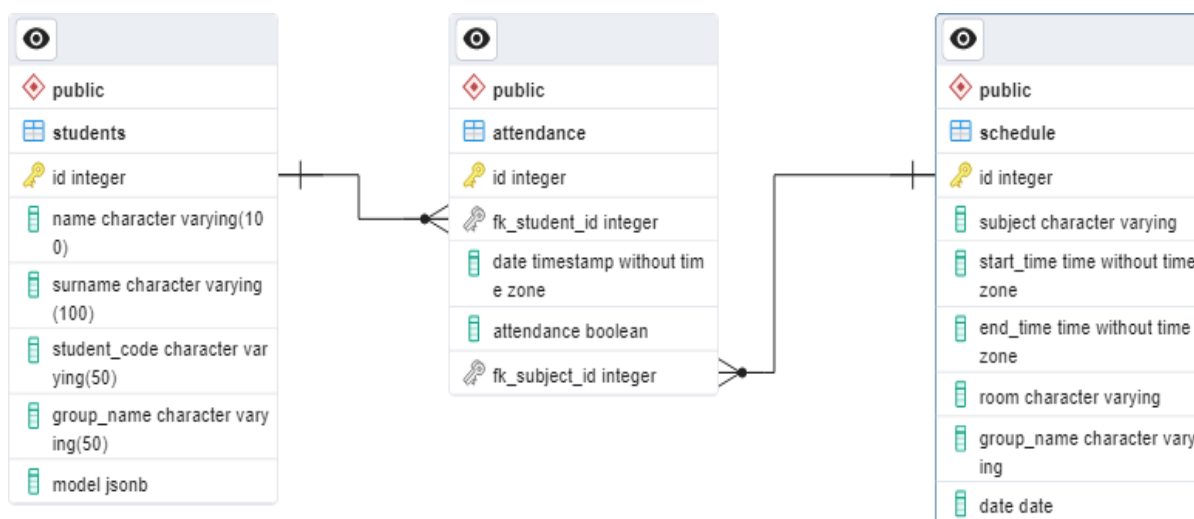 public
students
id integer
name character varying(10
0)
surname character varying
(100)
student_code character var
ying(50)
group_name character vary
ing(50)
model jsonb
public
attendance
id integer
fk_student_id integer
date timestamp without tim
e zone
attendance boolean
fk_subject_id integer
public
schedule
id integer
subject character varying
start_time time without time
zone
end_time time without time
zone
room character varying
group_name character vary
ing
date date